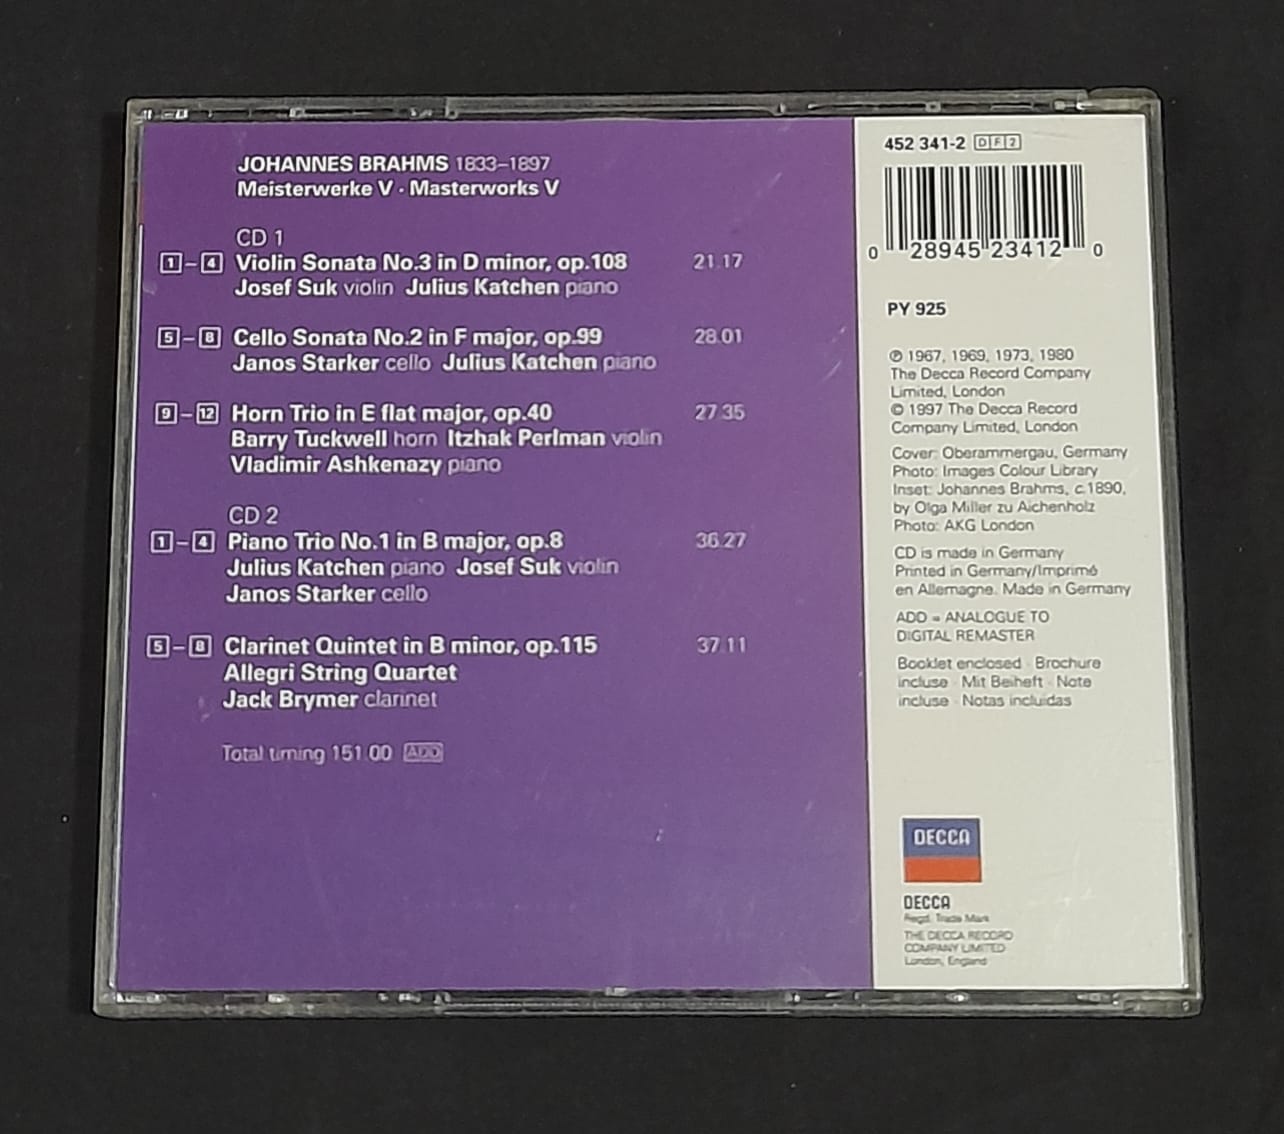 JOHANNES BRAHMS 1833–1897
Meisterwerke V · Masterworks V
CD 1
1 – 4 Violin Sonata No.3 in D minor, op.108 21.17
Josef Suk violin Julius Katchen piano
5 – 8 Cello Sonata No.2 in F major, op.99 28.01
Janos Starker cello Julius Katchen piano
9 – 12 Horn Trio in E flat major, op.40 27.35
Barry Tuckwell horn Itzhak Perlman violin
Vladimir Ashkenazy piano
CD 2
1 – 4 Piano Trio No.1 in B major, op.8 36.27
Julius Katchen piano Josef Suk violin
Janos Starker cello
5 – 8 Clarinet Quintet in B minor, op.115 37.11
Allegri String Quartet
Jack Brymer clarinet
Total timing 151.00 ADD
452 341-2 DF2
0 28945 23412 0
PY 925
℗ 1967, 1969, 1973, 1980
The Decca Record Company
Limited, London
© 1997 The Decca Record
Company Limited, London
Cover: Oberammergau, Germany
Photo: Images Colour Library
Inset: Johannes Brahms, c.1890,
by Olga Miller zu Aichenholz
Photo: AKG London
CD is made in Germany
Printed in Germany/Imprimé
en Allemagne. Made in Germany
ADD = ANALOGUE TO
DIGITAL REMASTER
Booklet enclosed · Brochure
incluse · Mit Beiheft · Note
incluse · Notas incluidas
DECCA
DECCA
Regd. Trade Mark
THE DECCA RECORD
COMPANY LIMITED
London, England